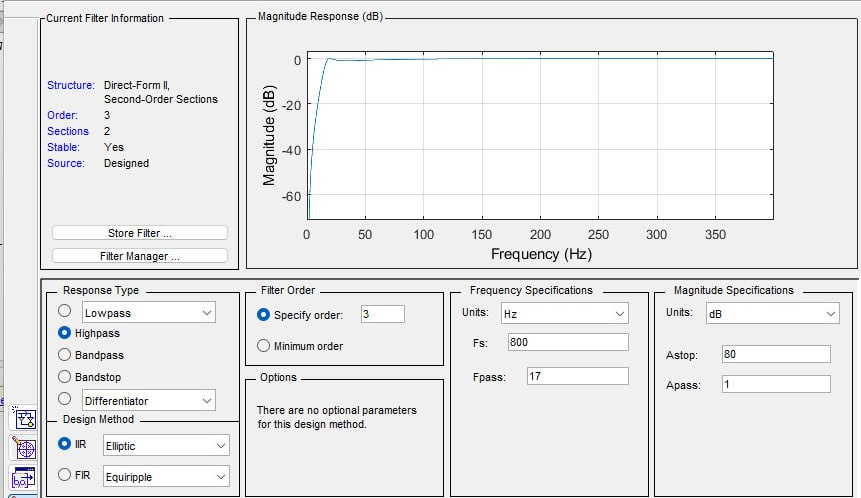 Current Filter Information
Structure: Direct-Form II,
Second-Order Sections
Order: 3
Sections 2
Stable: Yes
Source: Designed
Store Filter ...
Filter Manager ...
Magnitude Response (dB)
0
-20
-40
-60
Magnitude (dB)
0 50 100 150 200 250 300 350
Frequency (Hz)
Response Type
Lowpass
Highpass
Bandpass
Bandstop
Differentiator
Design Method
IIR Elliptic
FIR Equiripple
Filter Order
Specify order: 3
Minimum order
Options
There are no optional parameters
for this design method.
Frequency Specifications
Units: Hz
Fs: 800
Fpass: 17
Magnitude Specifications
Units: dB
Astop: 80
Apass: 1